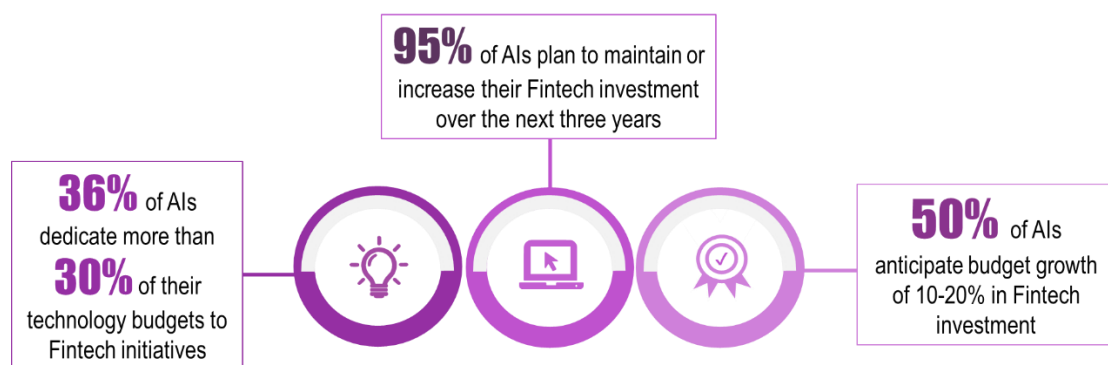 95% of AIs plan to maintain or
increase their Fintech investment
over the next three years
36% of AIs
dedicate more than
30% of their
technology budgets to
Fintech initiatives
50% of AIs
anticipate budget growth
of 10-20% in Fintech
investment